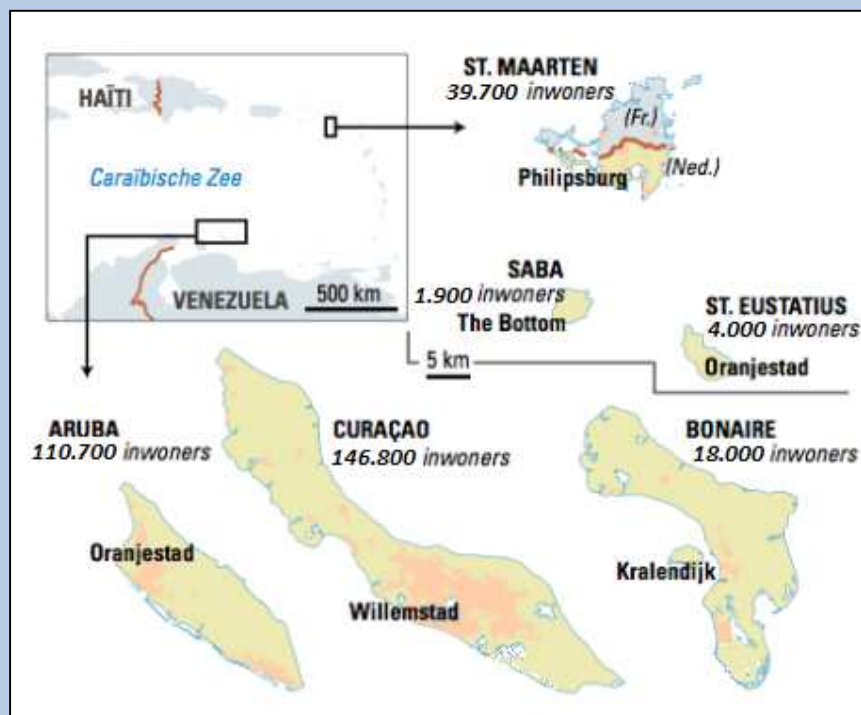 HAÏTI
Caraïbische Zee
VENEZUELA
500 km
ST. MAARTEN
39.700 inwoners
(Fr.)
(Ned.)
Philipsburg
SABA
1.900 inwoners
The Bottom
ST. EUSTATIUS
4.000 inwoners
Oranjestad
5 km
ARUBA
110.700 inwoners
Oranjestad
CURAÇAO
146.800 inwoners
Willemstad
BONAIRE
18.000 inwoners
Kralendijk